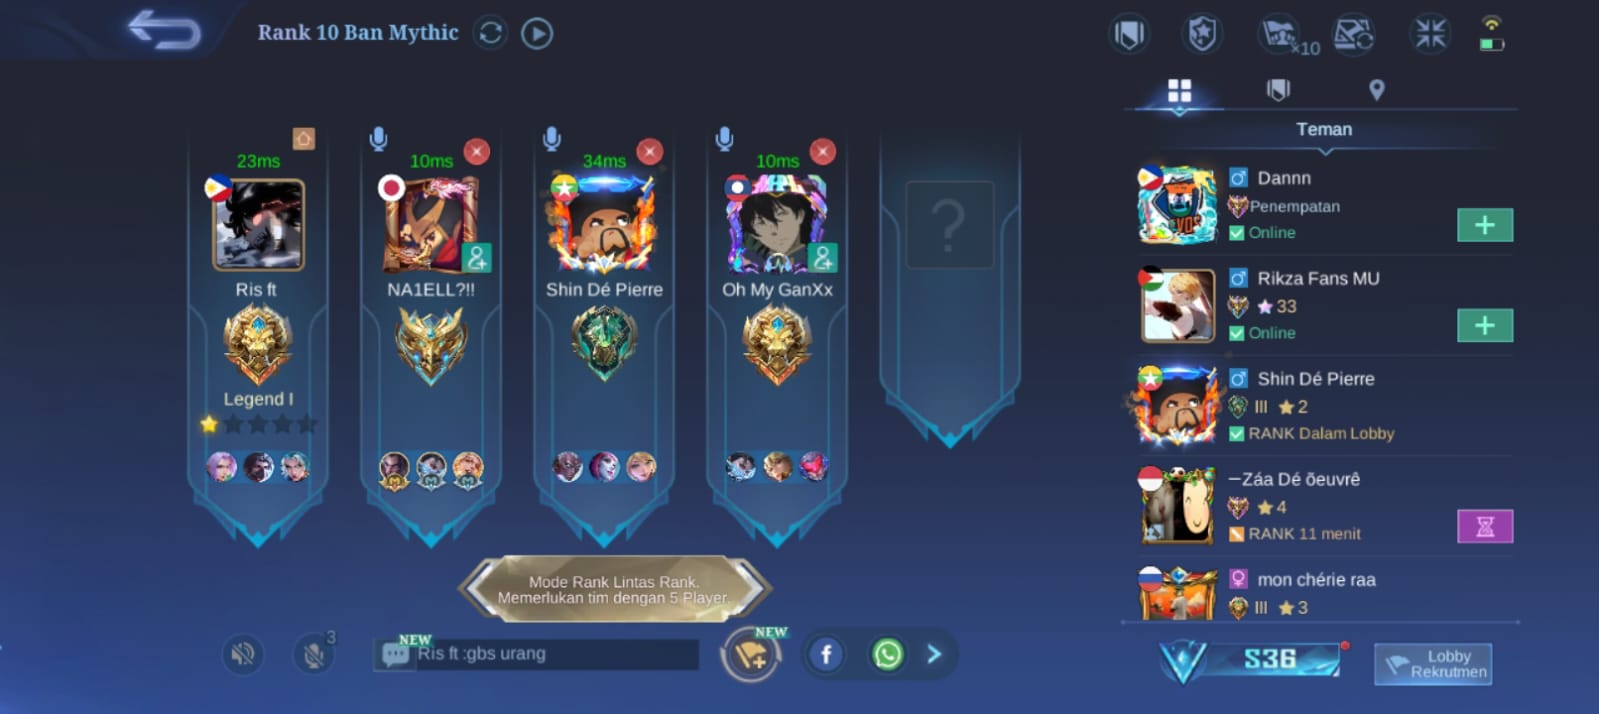 Rank 10 Ban Mythic
×10
Teman
23ms
10ms
34ms
10ms
Ris ft
NA1ELL?!!
Shin Dé Pierre
Oh My GanXx
Legend I
?
Dannn
Penempatan
Online
Rikza Fans MU
33
Online
Shin Dé Pierre
III 2
RANK Dalam Lobby
–Záa Dé õeuvrê
4
RANK 11 menit
mon chérie raa
III 3
Mode Rank Lintas Rank.
Memerlukan tim dengan 5 Player.
3
NEW
Ris ft :gbs urang
NEW
S36
Lobby
Rekrutmen